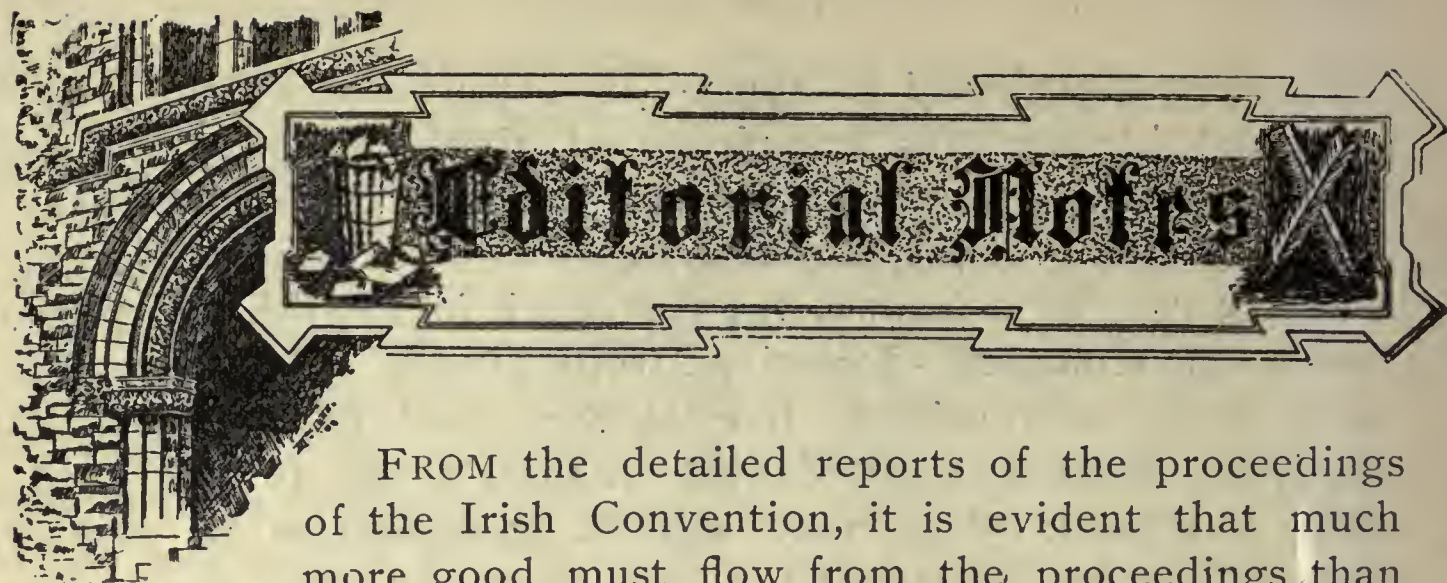 Editorial Notes
FROM the detailed reports of the proceedings
of the Irish Convention, it is evident that much
more good must flow from the proceedings than